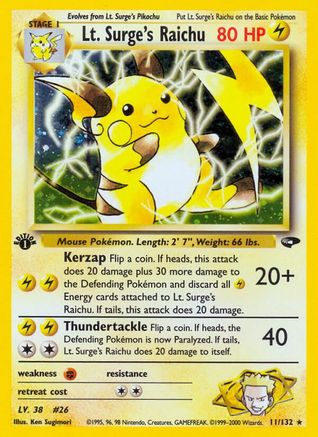 Evolves from Lt. Surge's Pikachu Put Lt. Surge's Raichu on the Basic Pokémon
STAGE 1 Lt. Surge's Raichu 80 HP
EDITION 1
Mouse Pokémon. Length: 2' 7", Weight: 66 lbs.
Kerzap Flip a coin. If heads, this attack
does 20 damage plus 30 more damage to
the Defending Pokémon and discard all
Energy cards attached to Lt. Surge's
Raichu. If tails, this attack does 20 damage.
20+
Thundertackle Flip a coin. If heads, the
Defending Pokémon is now Paralyzed. If tails,
Lt. Surge's Raichu does 20 damage to itself.
40
weakness resistance
retreat cost
LV. 38 #26
Illus. Ken Sugimori ©1995, 96, 98 Nintendo, Creatures, GAMEFREAK. ©1999-2000 Wizards. 11/132